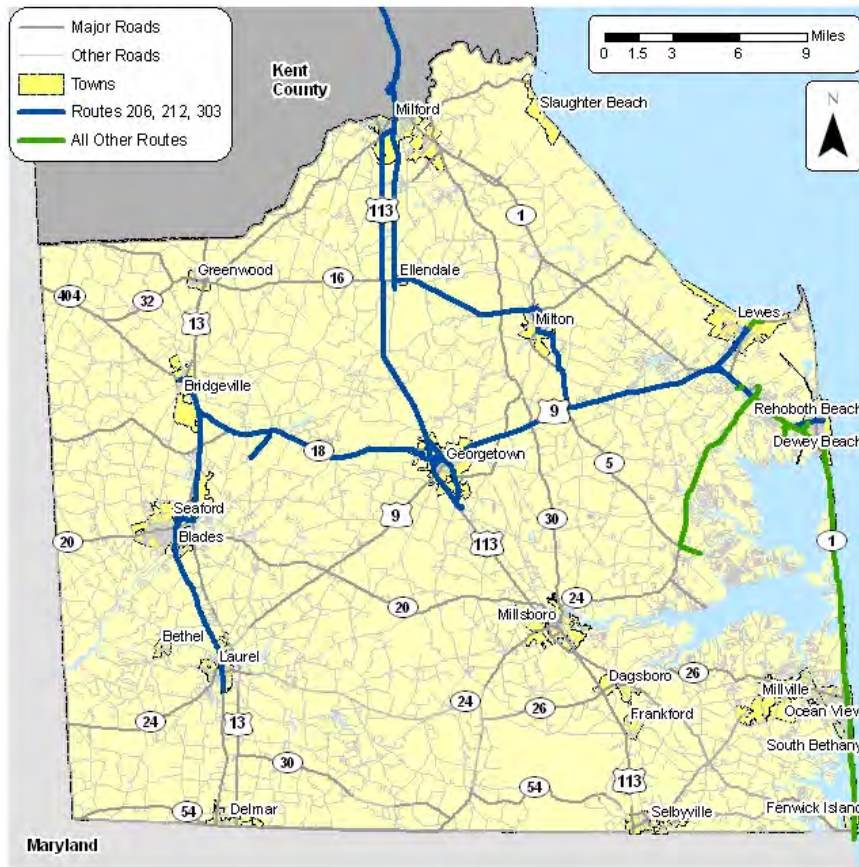 Major Roads
Other Roads
Towns
Routes 206, 212, 303
All Other Routes
Miles
0 1.5 3 6 9
N
Kent
County
Milford
Slaughter Beach
113
1
Greenwood
16
Ellendale
404
32
13
Milton
Lewes
Bridgeville
9
Rehoboth Beach
Dewey Beach
18
Georgetown
5
Seaford
9
30
1
20
Blades
113
20
Millsboro
24
Bethel
Laurel
Dagsboro
26
Millville
24
24
26
Frankford
Ocean View
13
South Bethany
30
113
54
54
Delmar
Selbyville
Fenwick Island
Maryland